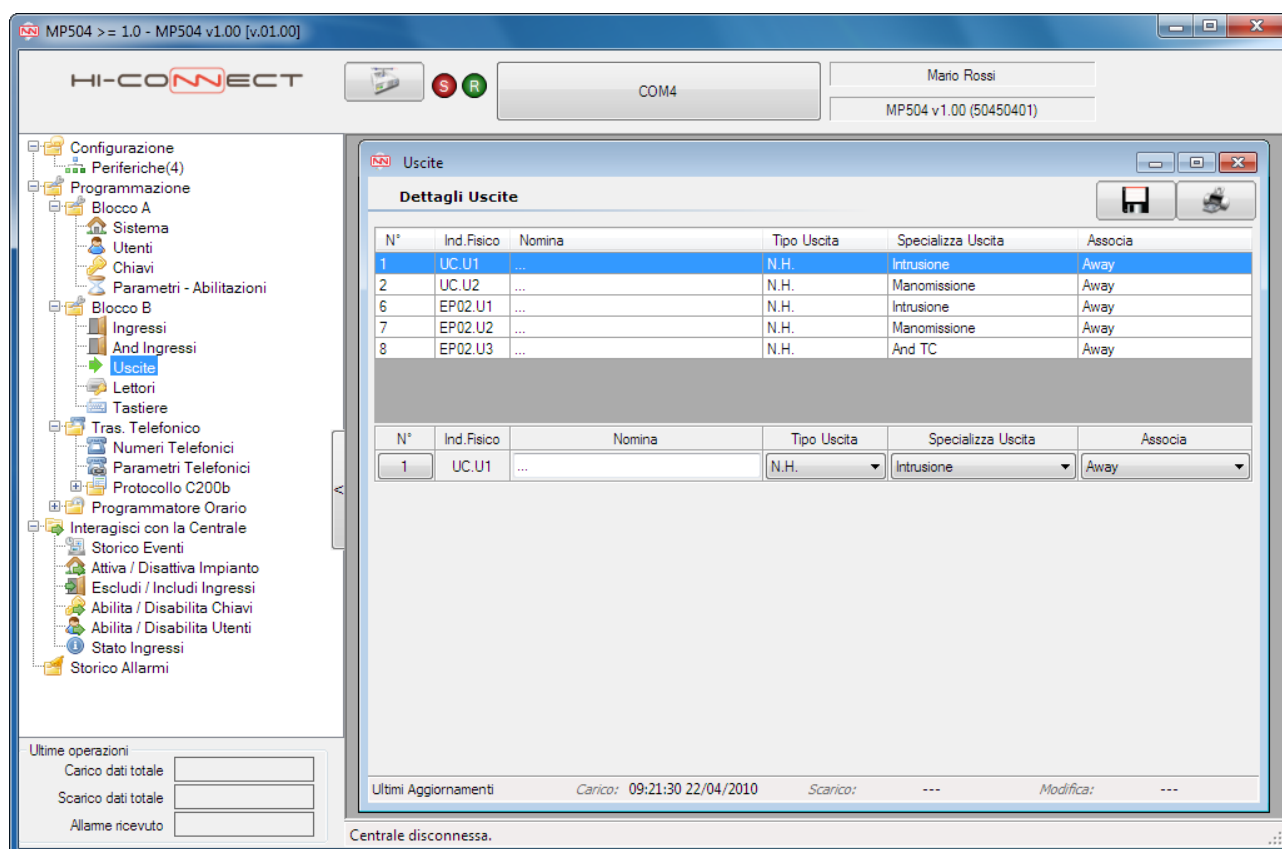 MP504 >= 1.0 - MP504 v1.00 [v.01.00]
HI-CONNECT
S R
COM4
Mario Rossi
MP504 v1.00 (50450401)
Configurazione
Periferiche(4)
Programmazione
Blocco A
Sistema
Utenti
Chiavi
Parametri - Abilitazioni
Blocco B
Ingressi
And Ingressi
Uscite
Lettori
Tastiere
Tras. Telefonico
Numeri Telefonici
Parametri Telefonici
Protocollo C200b
Programmatore Orario
Interagisci con la Centrale
Storico Eventi
Attiva / Disattiva Impianto
Escludi / Includi Ingressi
Abilita / Disabilita Chiavi
Abilita / Disabilita Utenti
Stato Ingressi
Storico Allarmi
Ultime operazioni
Carico dati totale
Scarico dati totale
Allarme ricevuto
<
Uscite
Dettagli Uscite
N° Ind.Fisico Nomina Tipo Uscita Specializza Uscita Associa
1 UC.U1 ... N.H. Intrusione Away
2 UC.U2 ... N.H. Manomissione Away
6 EP02.U1 ... N.H. Intrusione Away
7 EP02.U2 ... N.H. Manomissione Away
8 EP02.U3 ... N.H. And TC Away
N° Ind.Fisico Nomina Tipo Uscita Specializza Uscita Associa
1 UC.U1 ... N.H. Intrusione Away
Ultimi Aggiornamenti Carico: 09:21:30 22/04/2010 Scarico: --- Modifica: ---
Centrale disconnessa.